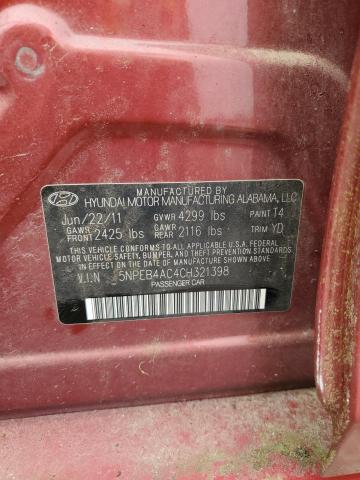 MANUFACTURED BY
HYUNDAI MOTOR MANUFACTURING ALABAMA, LLC
Jun/22/11 GVWR 4299 lbs PAINT T4
GAWR FRONT 2425 lbs GAWR REAR 2116 lbs TRIM YD
THIS VEHICLE CONFORMS TO ALL APPLICABLE U.S. FEDERAL
MOTOR VEHICLE SAFETY, BUMPER, AND THEFT PREVENTION
STANDARDS IN EFFECT ON THE DATE OF MANUFACTURE SHOWN ABOVE.
V.I.N 5NPEB4AC4CH321398
PASSENGER CAR